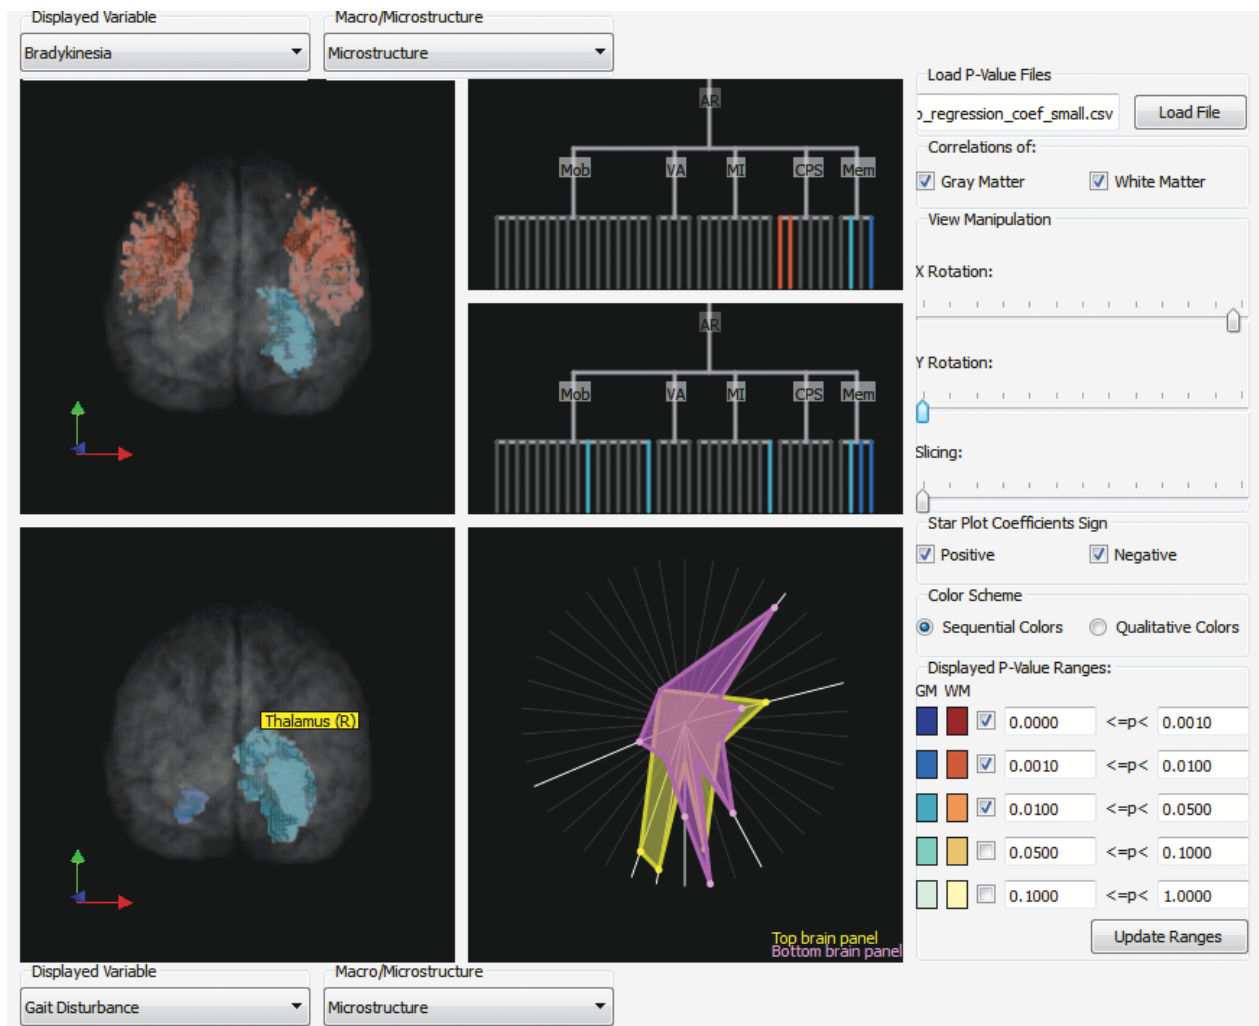 Displayed Variable
Macro/Microstructure
Bradykinesia
Microstructure
AR
Mob VA MI CPS Mem
AR
Mob VA MI CPS Mem
Thalamus (R)
Top brain panel
Bottom brain panel
Displayed Variable
Macro/Microstructure
Gait Disturbance
Microstructure
Load P-Value Files
o_regression_coef_small.csv
Load File
Correlations of:
Gray Matter
White Matter
View Manipulation
X Rotation:
Y Rotation:
Slicing:
Star Plot Coefficients Sign
Positive
Negative
Color Scheme
Sequential Colors
Qualitative Colors
Displayed P-Value Ranges:
GM WM
0.0000 <=p< 0.0010
0.0010 <=p< 0.0100
0.0100 <=p< 0.0500
0.0500 <=p< 0.1000
0.1000 <=p< 1.0000
Update Ranges